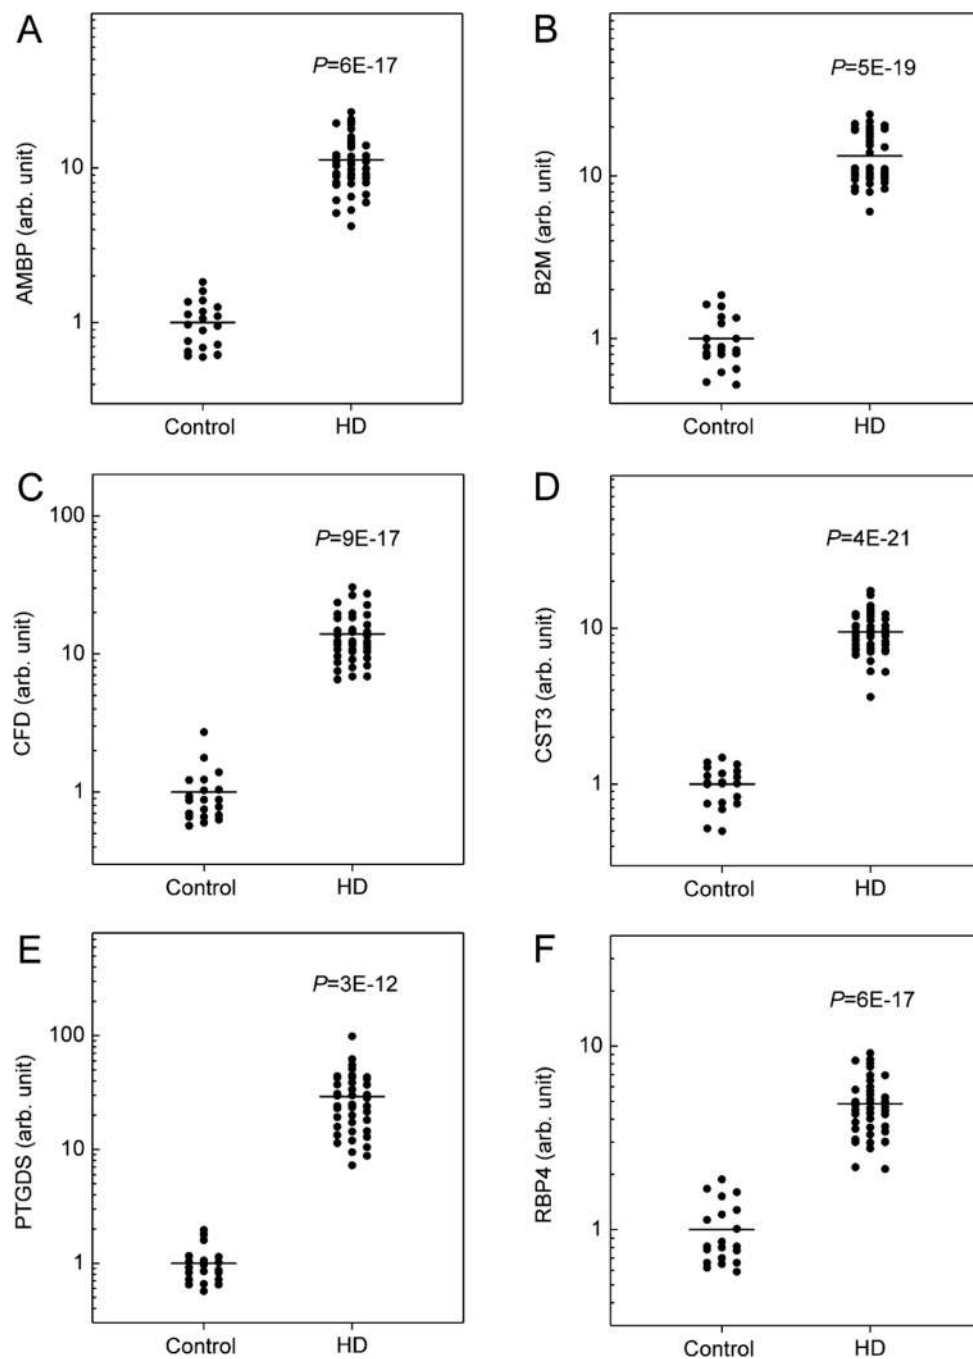 A
P=6E-17
AMBP (arb. unit)
10
1
Control HD
B
P=5E-19
B2M (arb. unit)
10
1
Control HD
C
P=9E-17
CFD (arb. unit)
100
10
1
Control HD
D
P=4E-21
CST3 (arb. unit)
10
1
Control HD
E
P=3E-12
PTGDS (arb. unit)
100
10
1
Control HD
F
P=6E-17
RBP4 (arb. unit)
10
1
Control HD